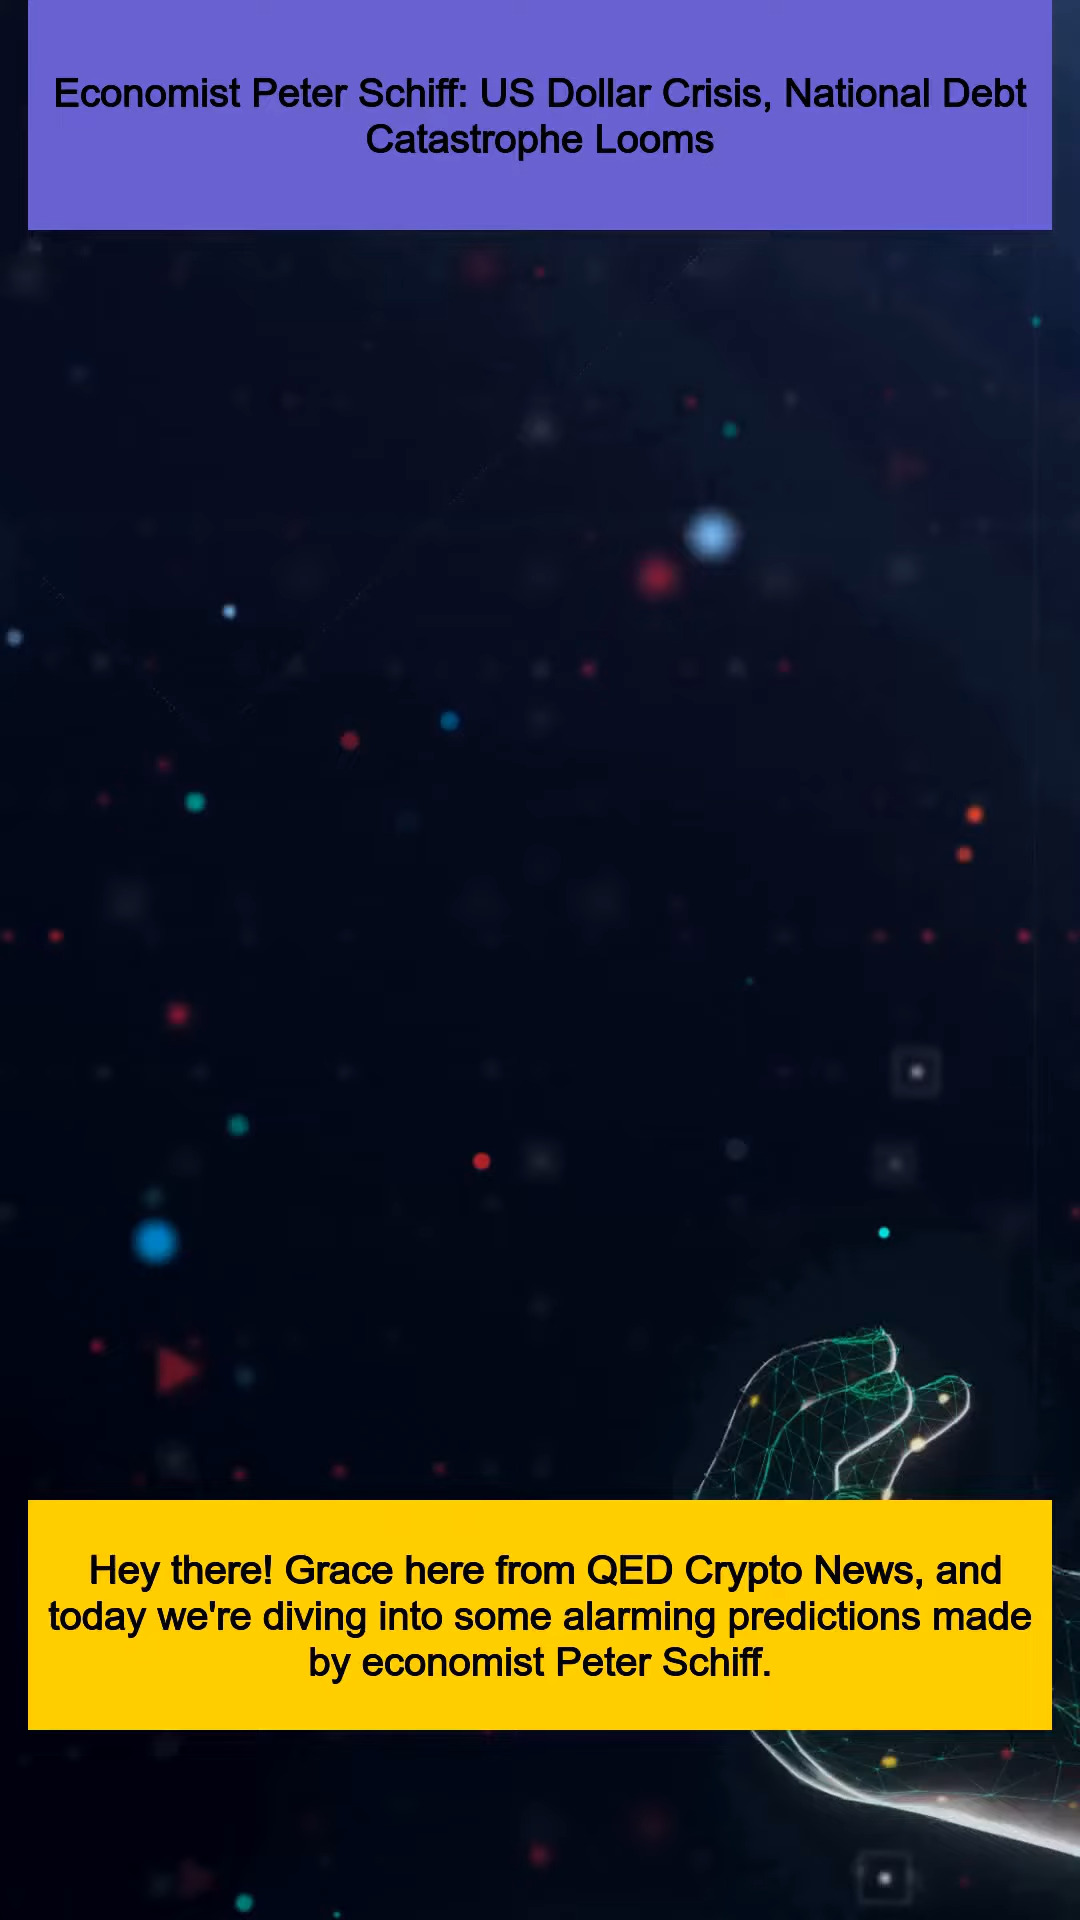 Economist Peter Schiff: US Dollar Crisis, National Debt
Catastrophe Looms
Hey there! Grace here from QED Crypto News, and
today we're diving into some alarming predictions made
by economist Peter Schiff.